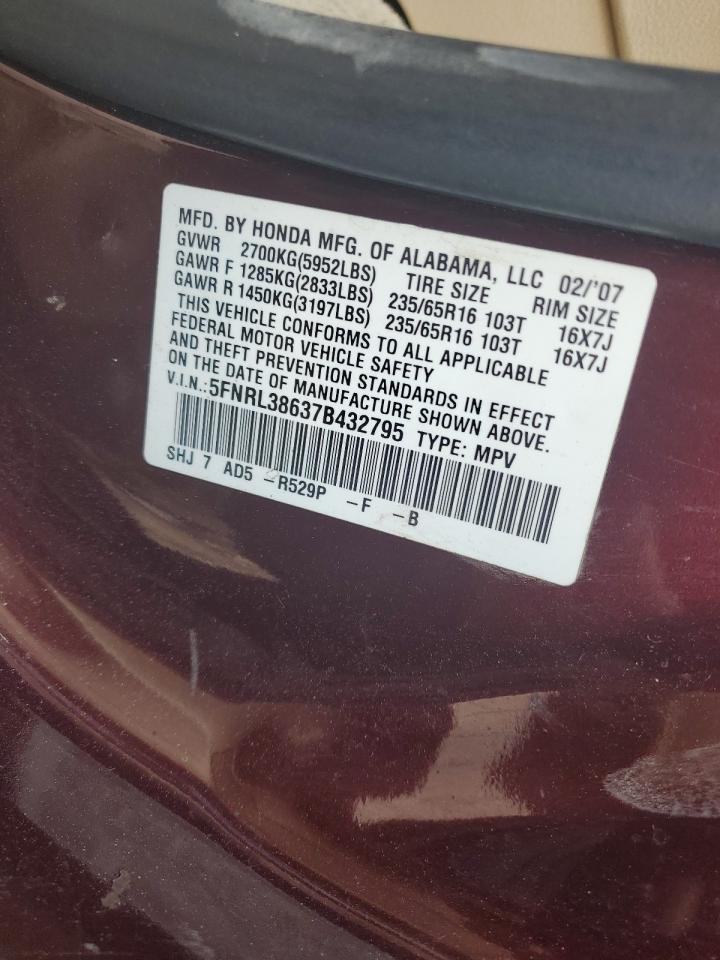 MFD. BY HONDA MFG. OF ALABAMA, LLC 02/'07
GVWR 2700KG(5952LBS) TIRE SIZE RIM SIZE
GAWR F 1285KG(2833LBS) 235/65R16 103T 16X7J
GAWR R 1450KG(3197LBS) 235/65R16 103T 16X7J
THIS VEHICLE CONFORMS TO ALL APPLICABLE
FEDERAL MOTOR VEHICLE SAFETY
AND THEFT PREVENTION STANDARDS IN EFFECT
ON THE DATE OF MANUFACTURE SHOWN ABOVE.
V.I.N.:5FNRL38637B432795 TYPE: MPV
SHJ 7 AD5 -R529P -F -B